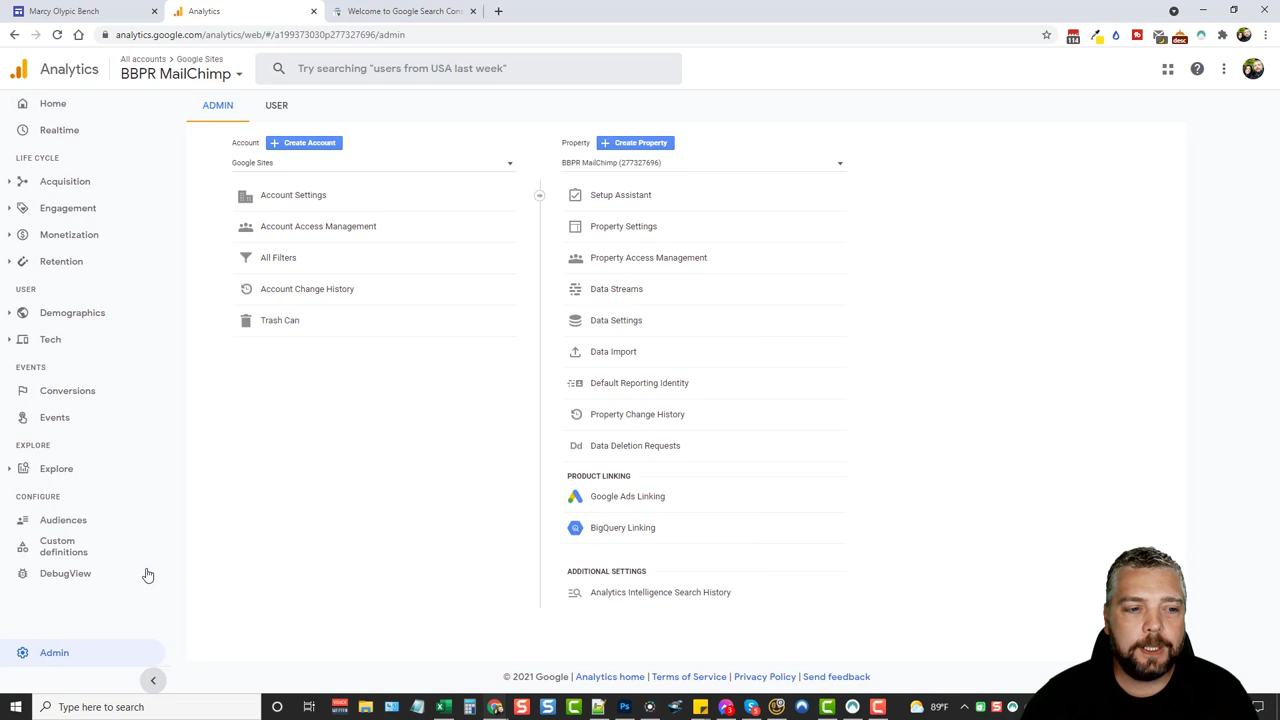 Marcy Olypic Bench
Analytics
Welcome to Google Search Con
analytics.google.com/analytics/web/#/a199373030p277327696/admin
114
desc
Analytics
All accounts > Google Sites
BBPR MailChimp
Try searching "users from USA last week"
Home
Realtime
LIFE CYCLE
Acquisition
Engagement
Monetization
Retention
USER
Demographics
Tech
EVENTS
Conversions
Events
EXPLORE
Explore
CONFIGURE
Audiences
Custom
definitions
DebugView
Admin
ADMIN
USER
Account
+ Create Account
Google Sites
Account Settings
Account Access Management
All Filters
Account Change History
Trash Can
Property
+ Create Property
BBPR MailChimp (277327696)
Setup Assistant
Property Settings
Property Access Management
Data Streams
Data Settings
Data Import
Default Reporting Identity
Property Change History
Dd Data Deletion Requests
PRODUCT LINKING
Google Ads Linking
BigQuery Linking
ADDITIONAL SETTINGS
Analytics Intelligence Search History
© 2021 Google | Analytics home | Terms of Service | Privacy Policy | Send feedback
Type here to search
89°F